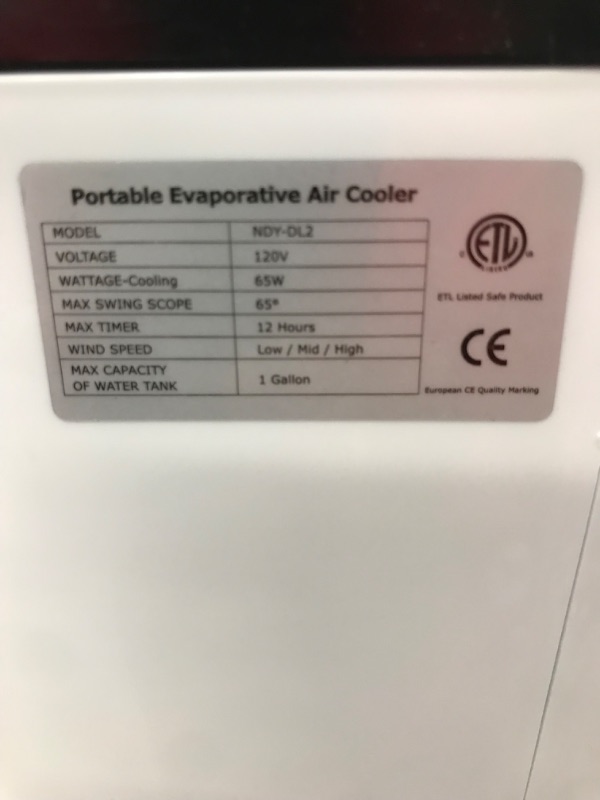 Portable Evaporative Air Cooler
MODEL NDY-DL2
VOLTAGE 120V
WATTAGE-Cooling 65W
MAX SWING SCOPE 65°
MAX TIMER 12 Hours
WIND SPEED Low / Mid / High
MAX CAPACITY
OF WATER TANK 1 Gallon
ETL
LISTED
ETL Listed Safe Product
CE
European CE Quality Marking